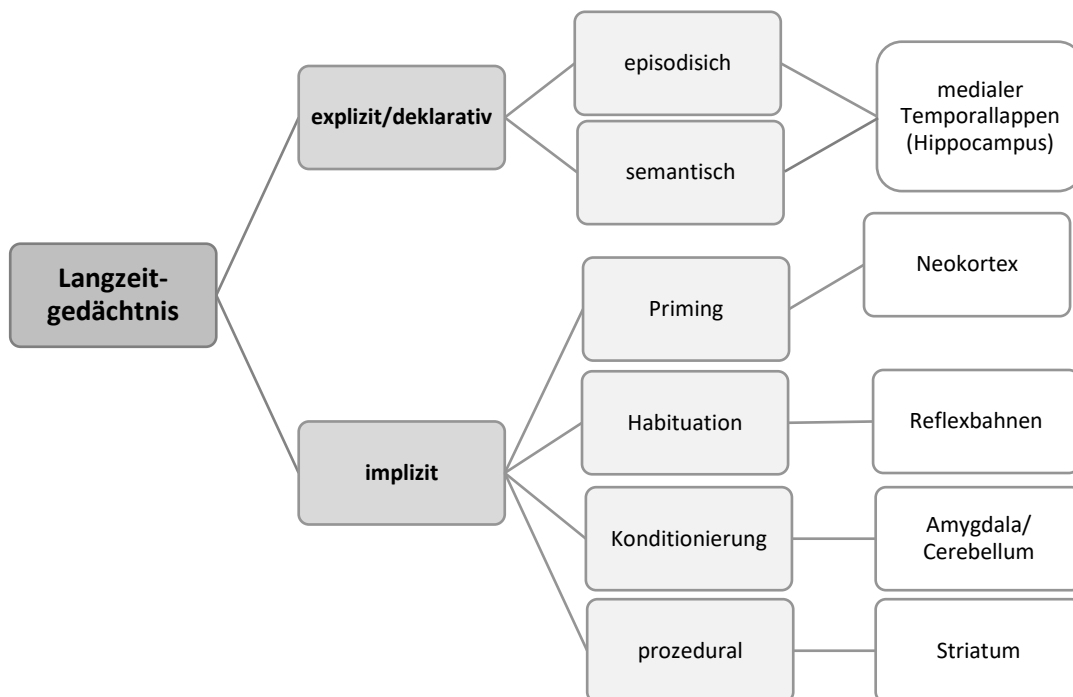 episodisich
explizit/deklarativ
semantisch
medialer
Temporallappen
(Hippocampus)
Langzeit-
gedächtnis
Priming
Neokortex
implizit
Habituation
Reflexbahnen
Konditionierung
Amygdala/
Cerebellum
prozedural
Striatum